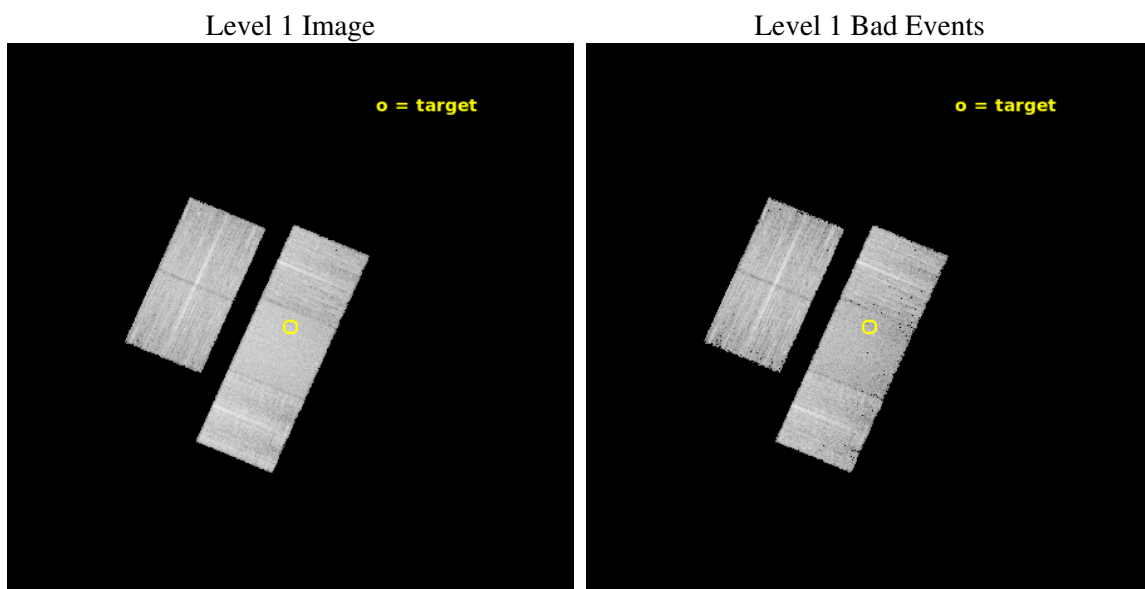 Level 1 Image
Level 1 Bad Events
o = target
o = target